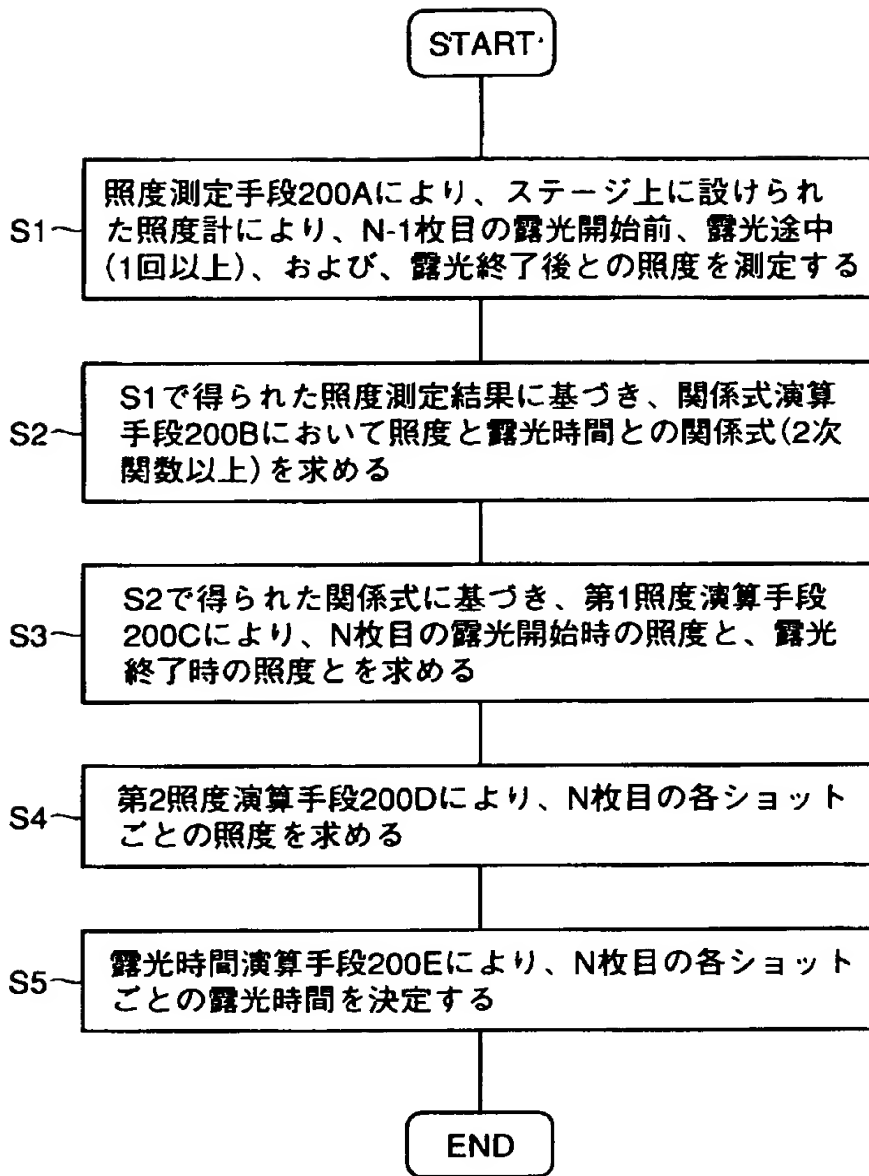 START
S1
照度測定手段200Aにより、ステージ上に設けられ
た照度計により、N-1枚目の露光開始前、露光途中
(1回以上)、および、露光終了後との照度を測定する
S2
S1で得られた照度測定結果に基づき、関係式演算
手段200Bにおいて照度と露光時間との関係式(2次
関数以上)を求める
S3
S2で得られた関係式に基づき、第1照度演算手段
200Cにより、N枚目の露光開始時の照度と、露光
終了時の照度とを求める
S4
第2照度演算手段200Dにより、N枚目の各ショット
ごとの照度を求める
S5
露光時間演算手段200Eにより、N枚目の各ショット
ごとの露光時間を決定する
END